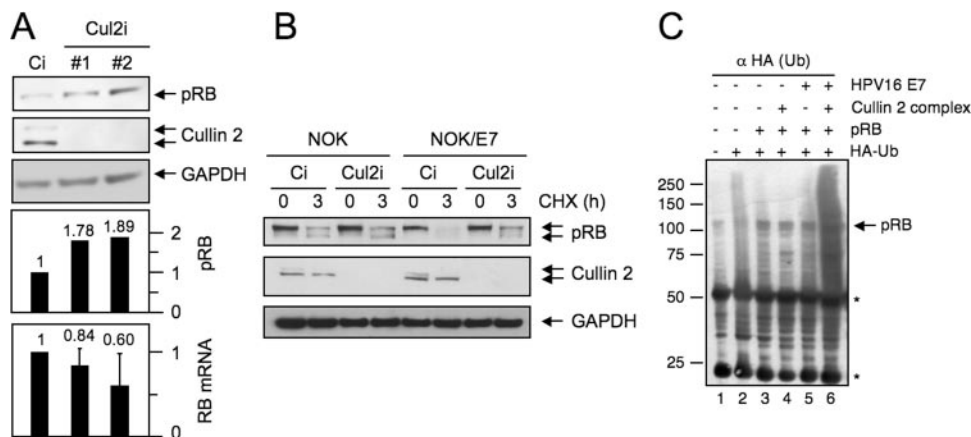 A
Cul2i
Ci #1 #2
pRB
Cullin 2
GAPDH
1 1.78 1.89
2
1
0
pRB
1 0.84 0.60
1
0
RB mRNA
B
NOK NOK/E7
Ci Cul2i Ci Cul2i
0 3 0 3 0 3 0 3 CHX (h)
pRB
Cullin 2
GAPDH
C
α HA (Ub)
- - - - + + HPV16 E7
- - - + - + Cullin 2 complex
- - + + + + pRB
- + + + + + HA-Ub
250
150
100
75
50
25
pRB
*
*
1 2 3 4 5 6